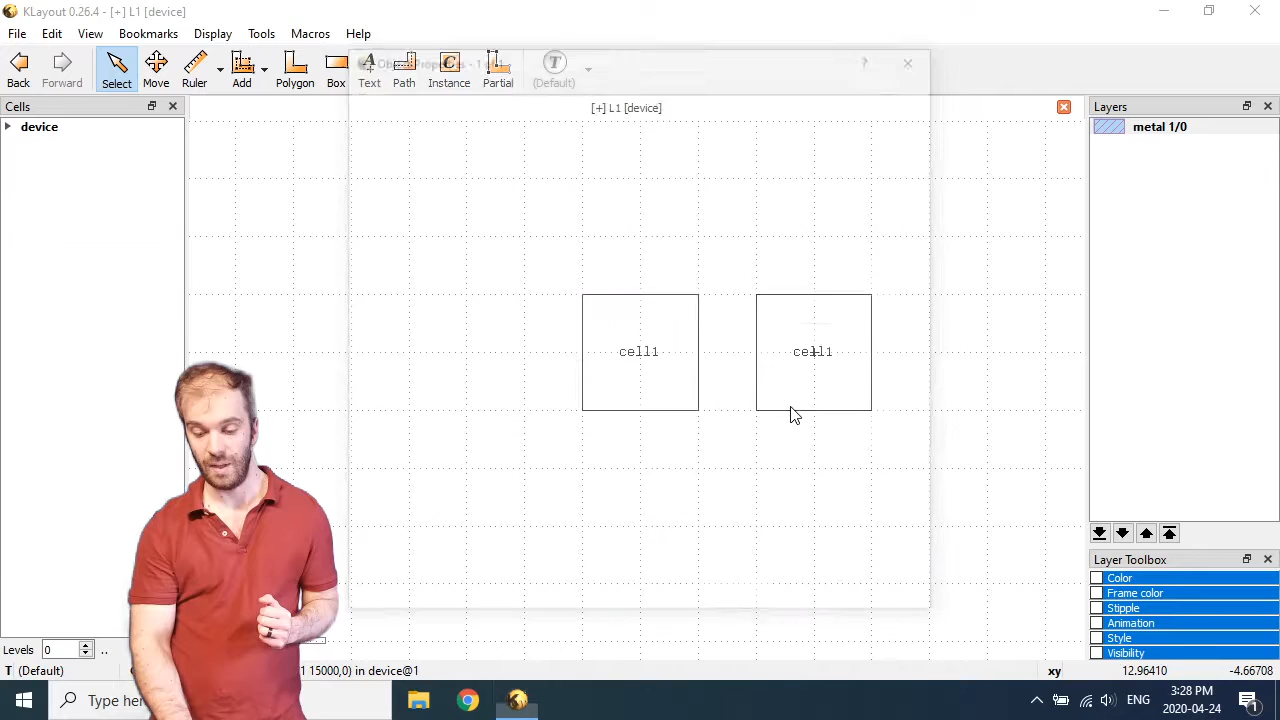 KLayout 0.26.4 - [+] L1 [device]
File Edit View Bookmarks Display Tools Macros Help
Back Forward Select Move Ruler Add Polygon Box Text Path Instance Partial (Default)
Cells
[+] L1 [device]
Layers
device
metal 1/0
cell1
cell1
Layer Toolbox
Color
Frame color
Stipple
Animation
Style
Visibility
Levels 0 ..
T (Default)
1 15000,0) in device@1
xy 12.96410 -4.66708
Type her
ENG
3:28 PM
2020-04-24
1